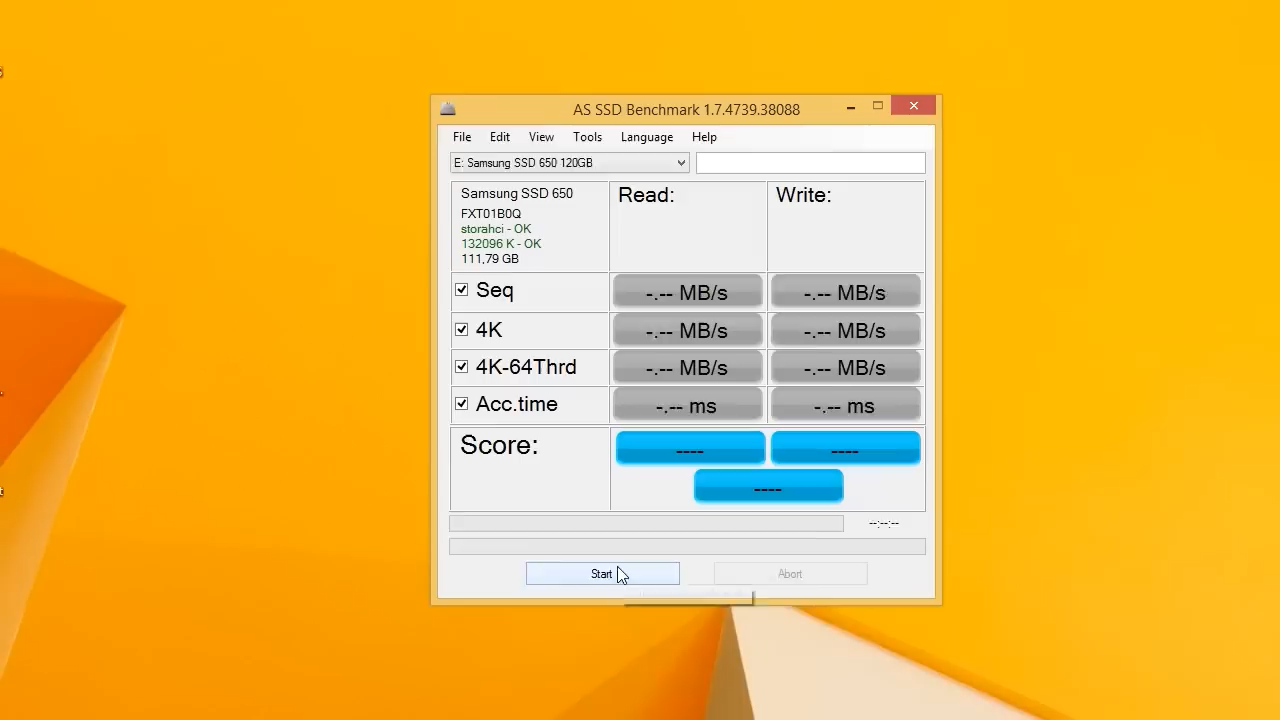 AS SSD Benchmark 1.7.4739.38088
File Edit View Tools Language Help
E: Samsung SSD 650 120GB
Samsung SSD 650
FXT01B0Q
storahci - OK
132096 K - OK
111,79 GB
Read:
Write:
Seq
-.-- MB/s
-.-- MB/s
4K
-.-- MB/s
-.-- MB/s
4K-64Thrd
-.-- MB/s
-.-- MB/s
Acc.time
-.-- ms
-.-- ms
Score:
----
----
----
--:--:--
Start
Abort